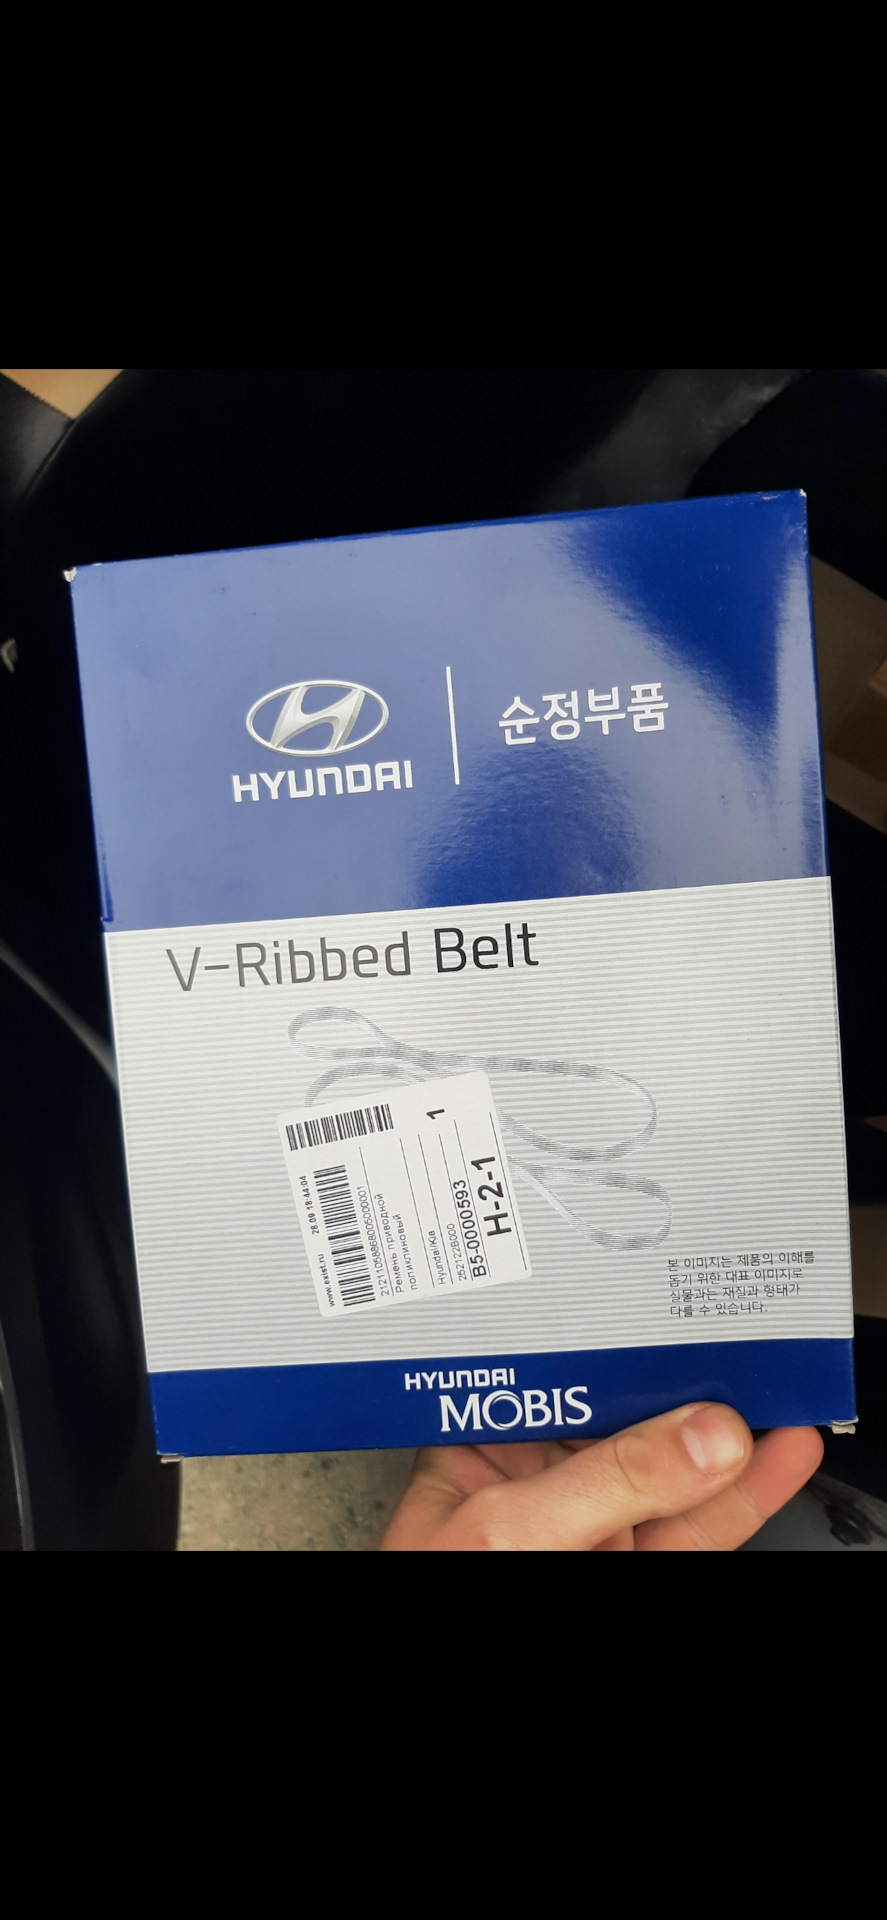 HYUNDAI
순정부품
V-Ribbed Belt
www.exist.ru 28.09 18:44:04
21211058868005000001
Ремень приводной
поликлиновый
1
Hyundai/Kia
252122B000
B5-0000593
H-2-1
본 이미지는 제품의 이해를
돕기 위한 대표 이미지로
실물과는 재질과 형태가
다를 수 있습니다.
HYUNDAI
MOBIS